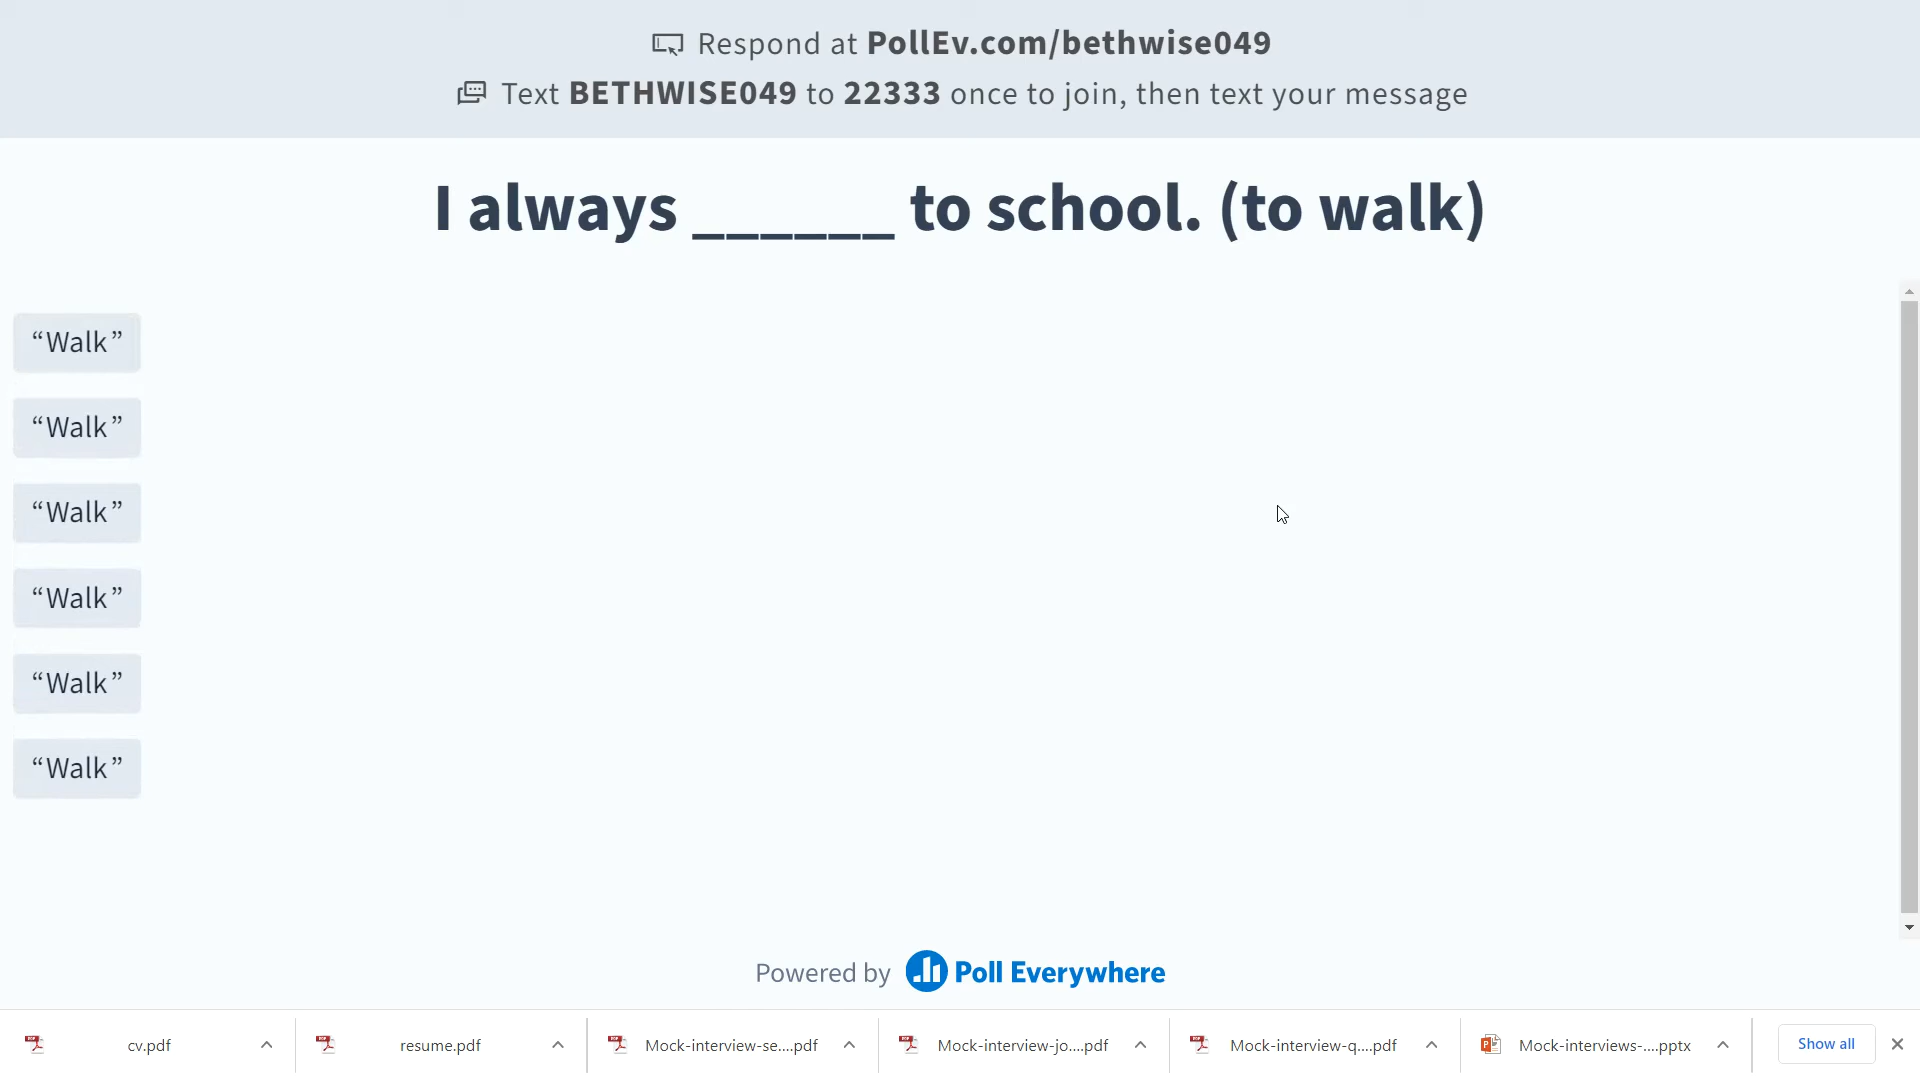 Respond at PollEv.com/bethwise049
Text BETHWISE049 to 22333 once to join, then text your message
I always ______ to school. (to walk)
“Walk”
“Walk”
“Walk”
“Walk”
“Walk”
“Walk”
Powered by Poll Everywhere
cv.pdf
resume.pdf
Mock-interview-se....pdf
Mock-interview-jo....pdf
Mock-interview-q....pdf
Mock-interviews-....pptx
Show all